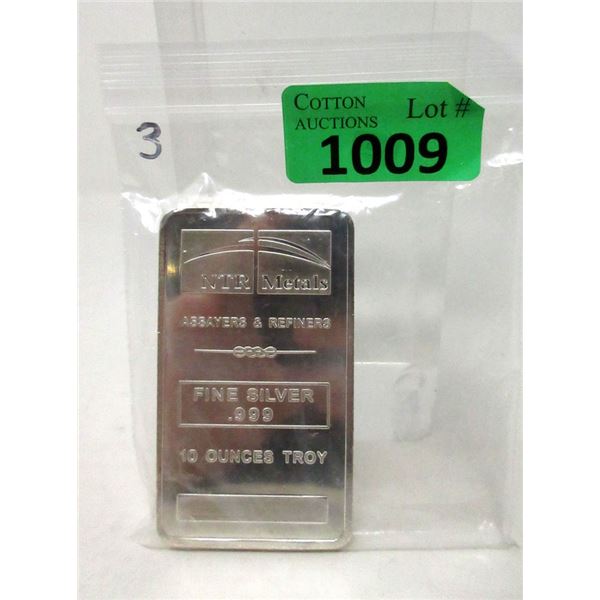 3
COTTON AUCTIONS Lot #
1009
NTR Metals
ASSAYERS & REFINERS
FINE SILVER
.999
10 OUNCES TROY